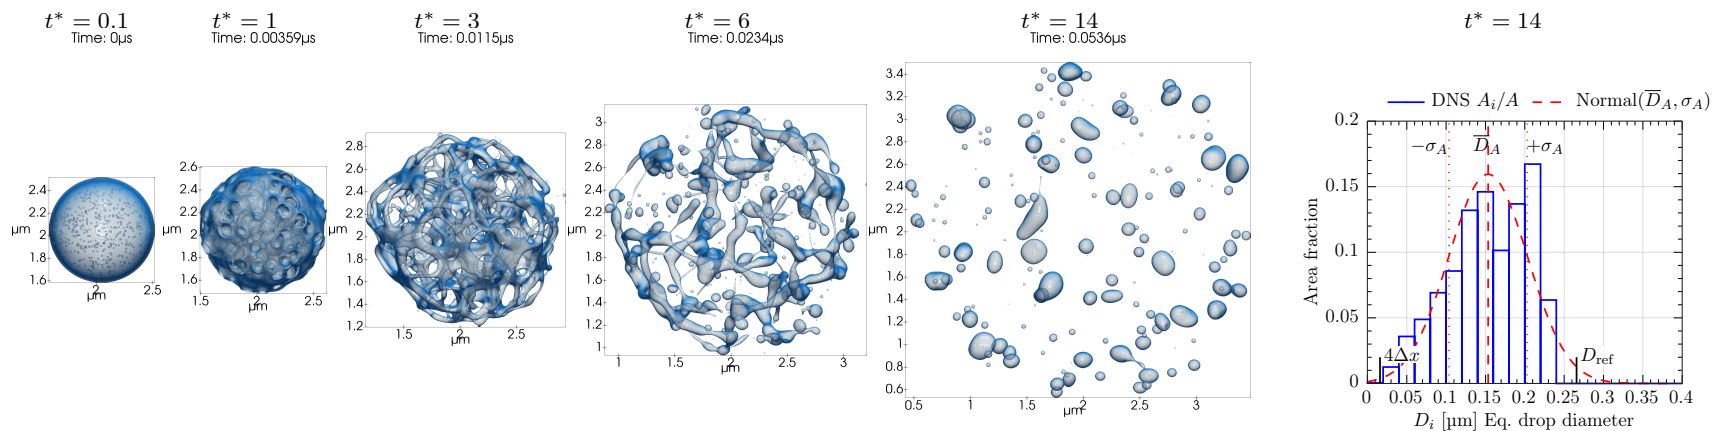 t* = 0.1
Time: 0µs
2.4
2.2
µm
2
1.8
1.6
2
2.5
µm
t* = 1
Time: 0.00359µs
2.6
2.4
2.2
µm
2
1.8
1.6
1.5
2
2.5
µm
t* = 3
Time: 0.0115µs
2.8
2.6
2.4
2.2
µm
2
1.8
1.6
1.4
1.2
1.5
2
2.5
µm
t* = 6
Time: 0.0234µs
3
2.8
2.6
2.4
2.2
µm
2
1.8
1.6
1.4
1.2
1
1
1.5
2
2.5
3
µm
t* = 14
Time: 0.0536µs
3.4
3.2
3
2.8
2.6
2.4
2.2
µm
2
1.8
1.6
1.4
1.2
1
0.8
0.6
0.5
1
1.5
2
2.5
3
µm
t* = 14
DNS A_i/A
Normal(D̅_A, σ_A)
0.2
−σ_A
D̅_A
+σ_A
0.15
0.1
0.05
0
Area fraction
4Δx
D_ref
0 0.05 0.1 0.15 0.2 0.25 0.3 0.35 0.4
D_i [µm] Eq. drop diameter